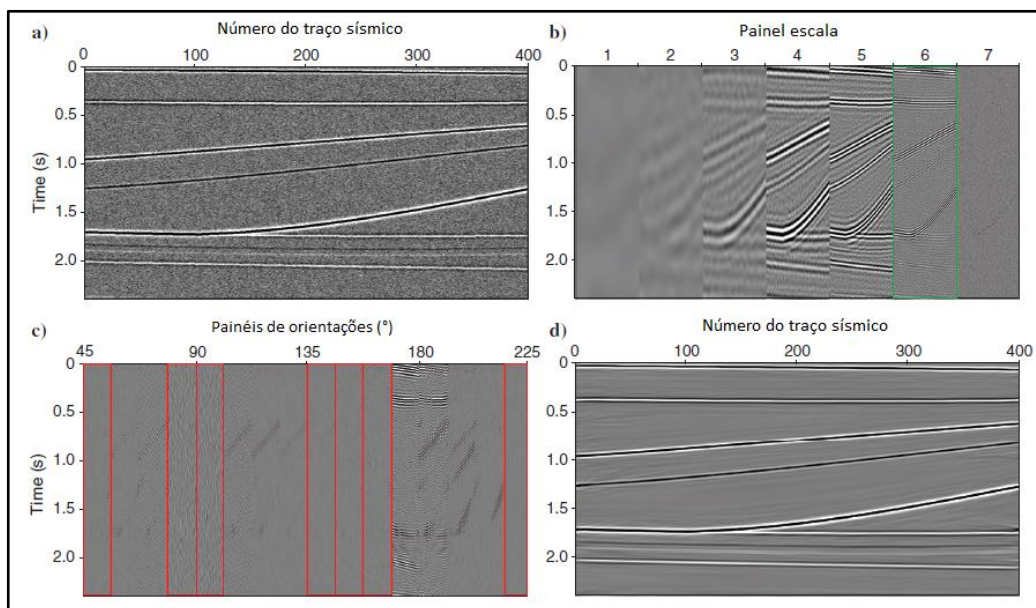 a)
Número do traço sísmico
0 100 200 300 400
Time (s)
0
0.5
1.0
1.5
2.0
b)
Painel escala
1 2 3 4 5 6 7
0
0.5
1.0
1.5
2.0
c)
Painéis de orientações (°)
45 90 135 180 225
Time (s)
0
0.5
1.0
1.5
2.0
d)
Número do traço sísmico
0 100 200 300 400
0
0.5
1.0
1.5
2.0